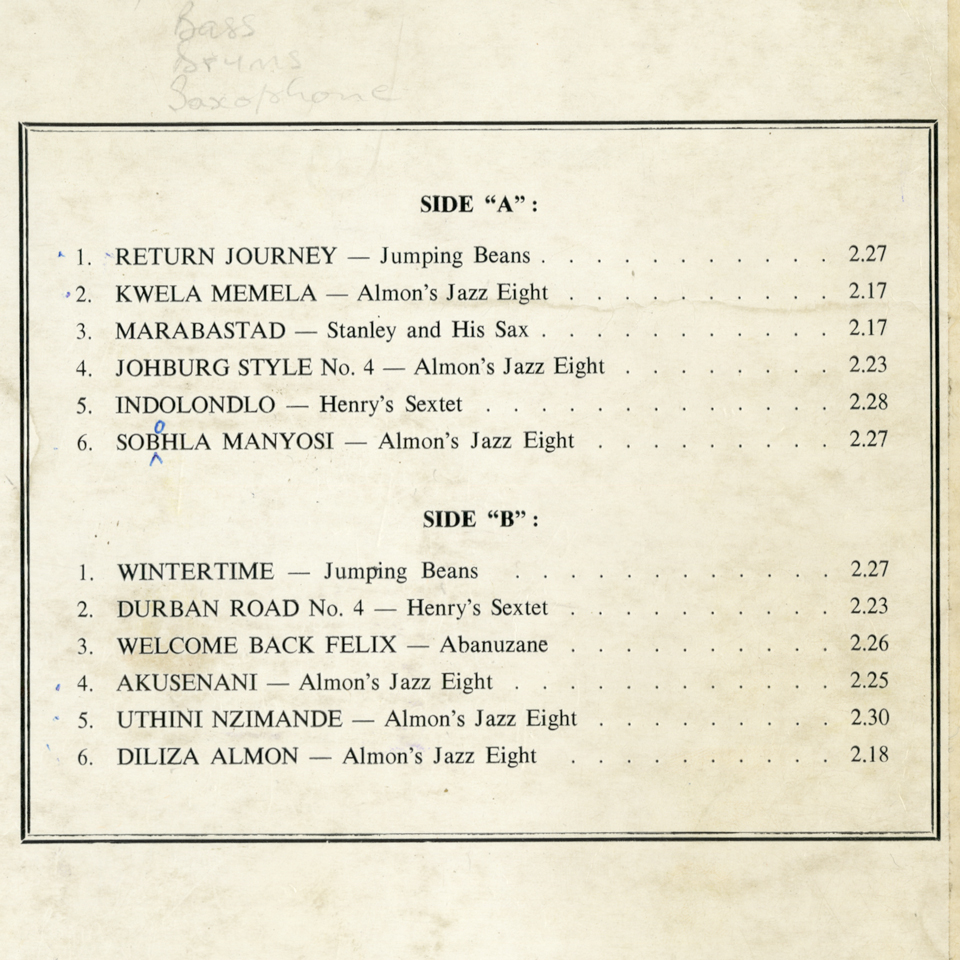 Bass
Drums
Saxophone
SIDE “A” :
1. RETURN JOURNEY — Jumping Beans . . . . . . . . . . . 2.27
2. KWELA MEMELA — Almon's Jazz Eight . . . . . . . . . . 2.17
3. MARABASTAD — Stanley and His Sax . . . . . . . . . . . 2.17
4. JOHBURG STYLE No. 4 — Almon's Jazz Eight . . . . . . . . 2.23
5. INDOLONDLO — Henry's Sextet . . . . . . . . . . . . . 2.28
o
6. SOBHLA MANYOSI — Almon's Jazz Eight . . . . . . . . . 2.27
SIDE “B” :
1. WINTERTIME — Jumping Beans . . . . . . . . . . . . 2.27
2. DURBAN ROAD No. 4 — Henry's Sextet . . . . . . . . . . 2.23
3. WELCOME BACK FELIX — Abanuzane . . . . . . . . . . 2.26
4. AKUSENANI — Almon's Jazz Eight . . . . . . . . . . . . 2.25
5. UTHINI NZIMANDE — Almon's Jazz Eight . . . . . . . . . 2.30
6. DILIZA ALMON — Almon's Jazz Eight . . . . . . . . . . 2.18